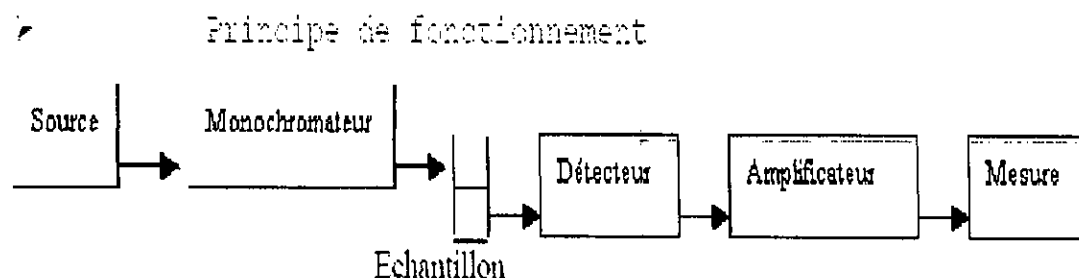 Principe de fonctionnement
Source Monochromateur
Détecteur Amplificateur Mesure
Echantillon